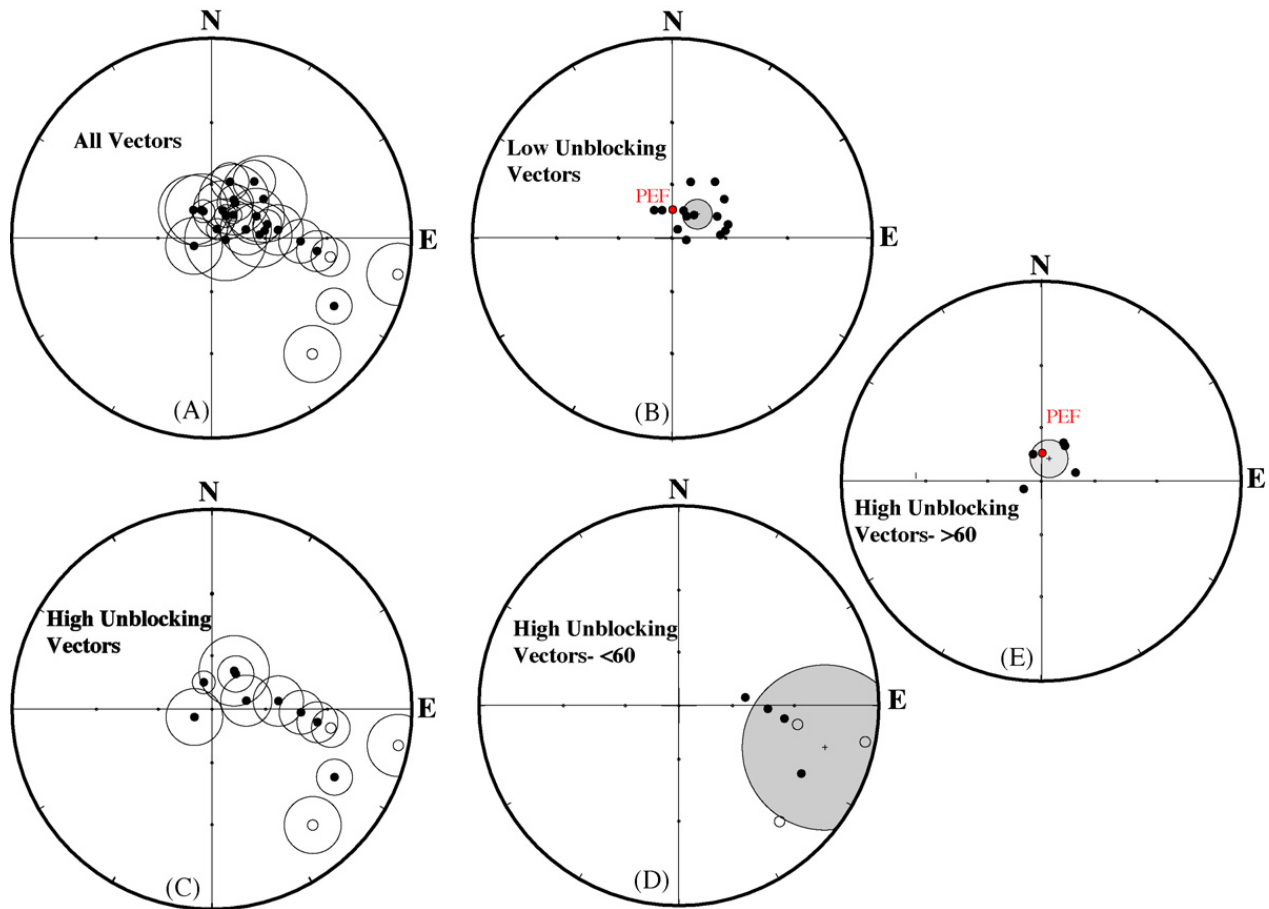 N
All Vectors
E
(A)
N
Low Unblocking
Vectors
PEF
E
(B)
N
High Unblocking
Vectors
E
(C)
N
High Unblocking
Vectors- <60
E
(D)
N
PEF
E
High Unblocking
Vectors- >60
(E)